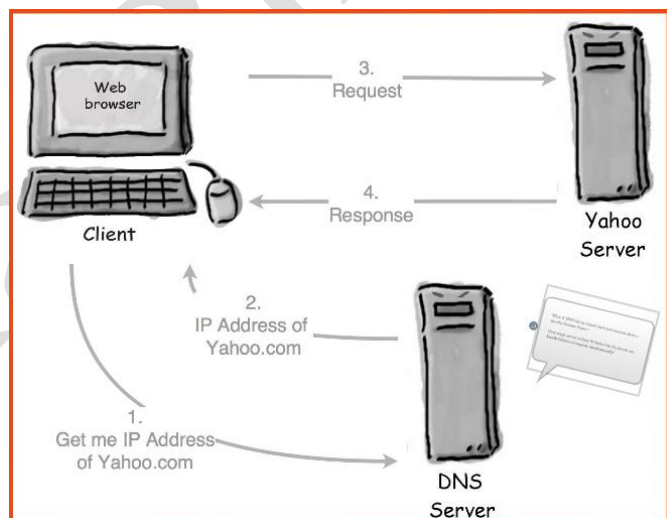 Web
browser
3.
Request
4.
Response
Client
Yahoo
Server
2.
IP Address of
Yahoo.com
1.
Get me IP Address
of Yahoo.com
DNS
Server